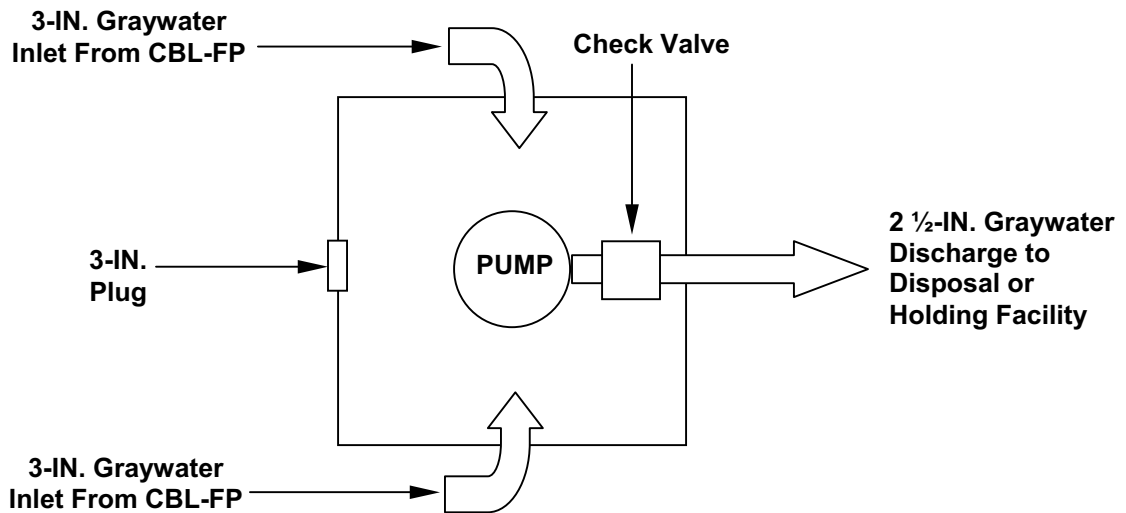 3-IN. Graywater
Inlet From CBL-FP
Check Valve
3-IN.
Plug
PUMP
2 ½-IN. Graywater
Discharge to
Disposal or
Holding Facility
3-IN. Graywater
Inlet From CBL-FP